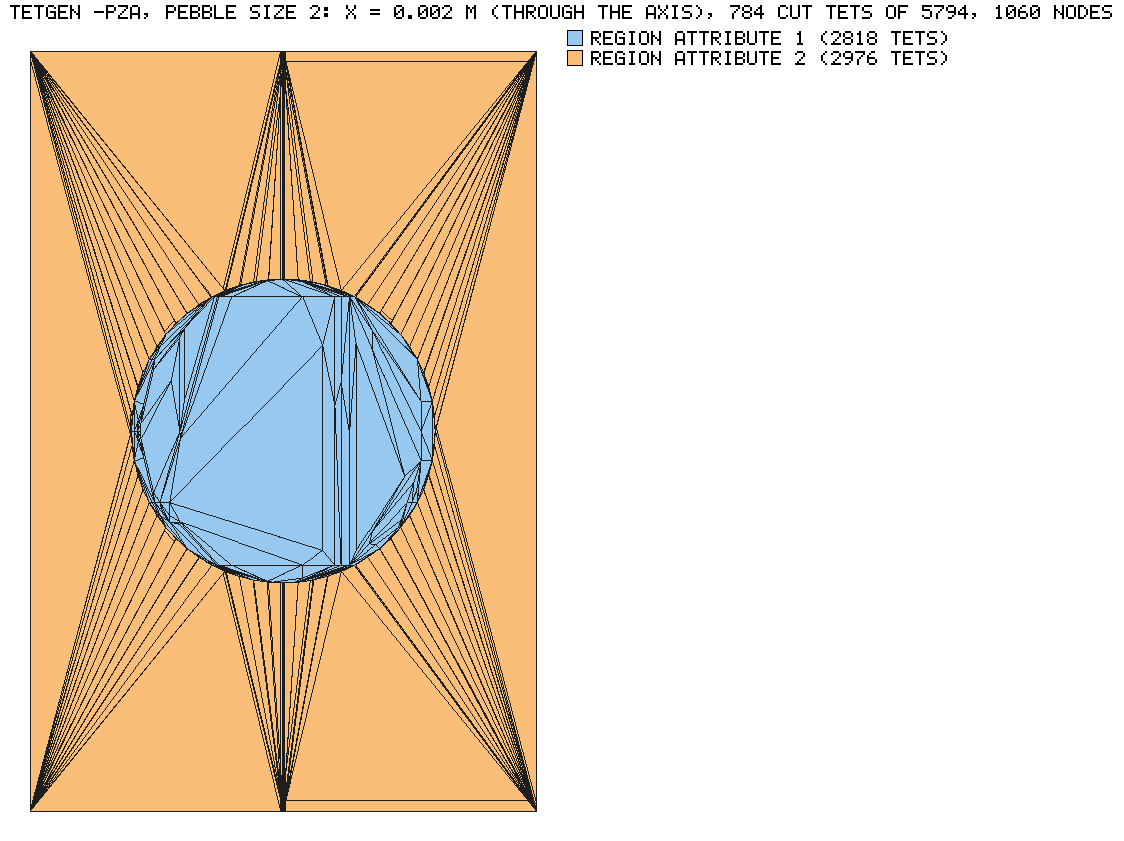 TETGEN -PZA, PEBBLE SIZE 2: X = 0.002 M (THROUGH THE AXIS), 784 CUT TETS OF 5794, 1060 NODES
REGION ATTRIBUTE 1 (2818 TETS)
REGION ATTRIBUTE 2 (2976 TETS)